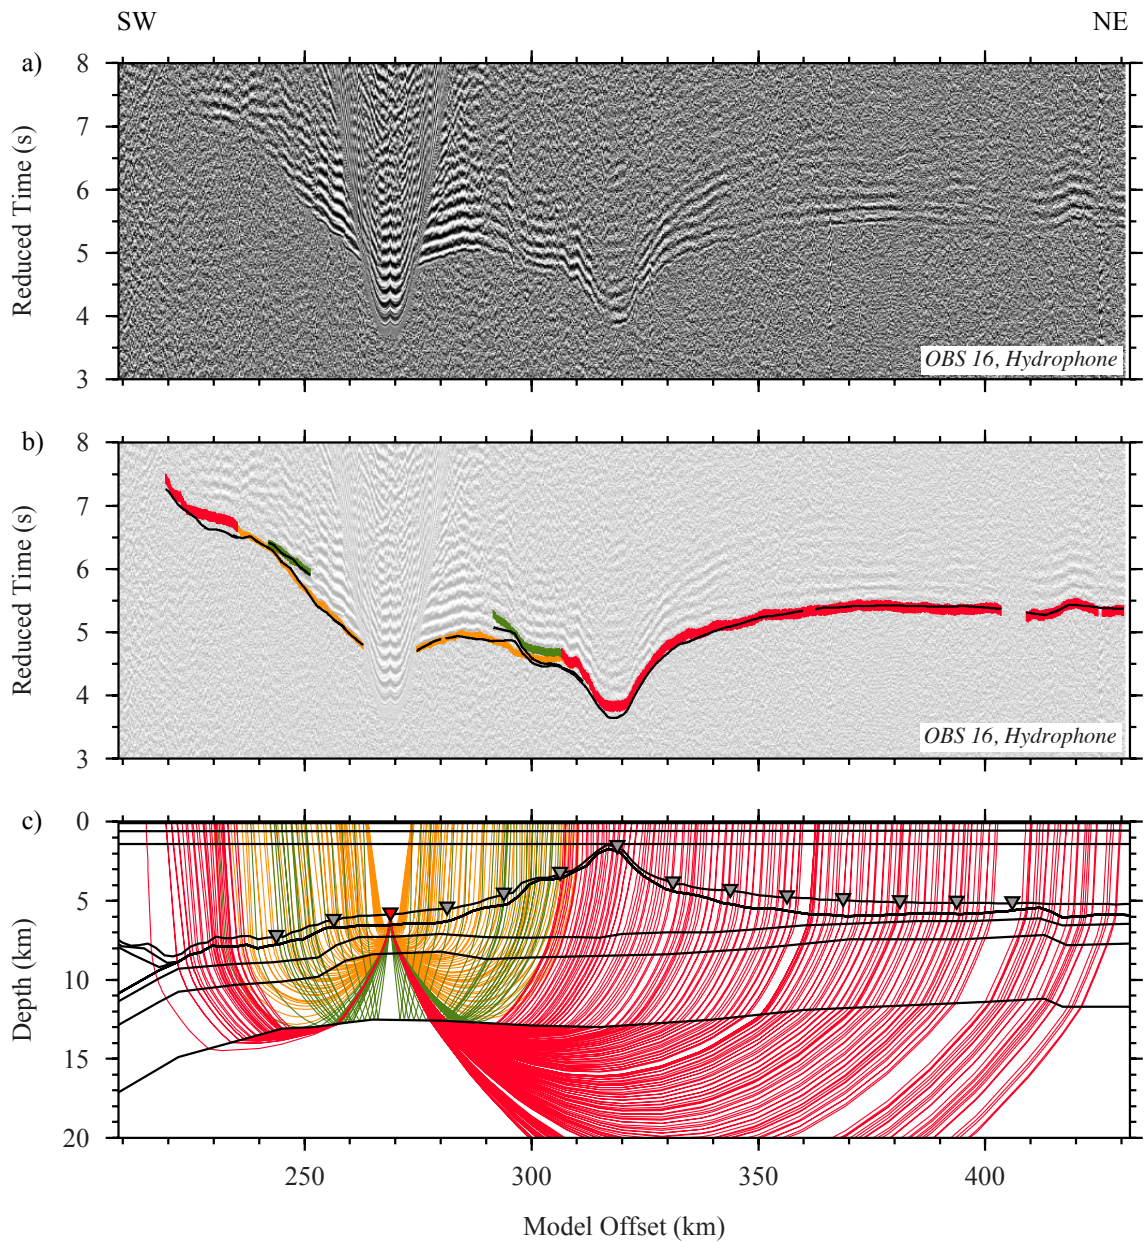 SW NE
a)
8
7
6
5
4
3
Reduced Time (s)
OBS 16, Hydrophone
b)
8
7
6
5
4
3
Reduced Time (s)
OBS 16, Hydrophone
c)
0
5
10
15
20
Depth (km)
250 300 350 400
Model Offset (km)